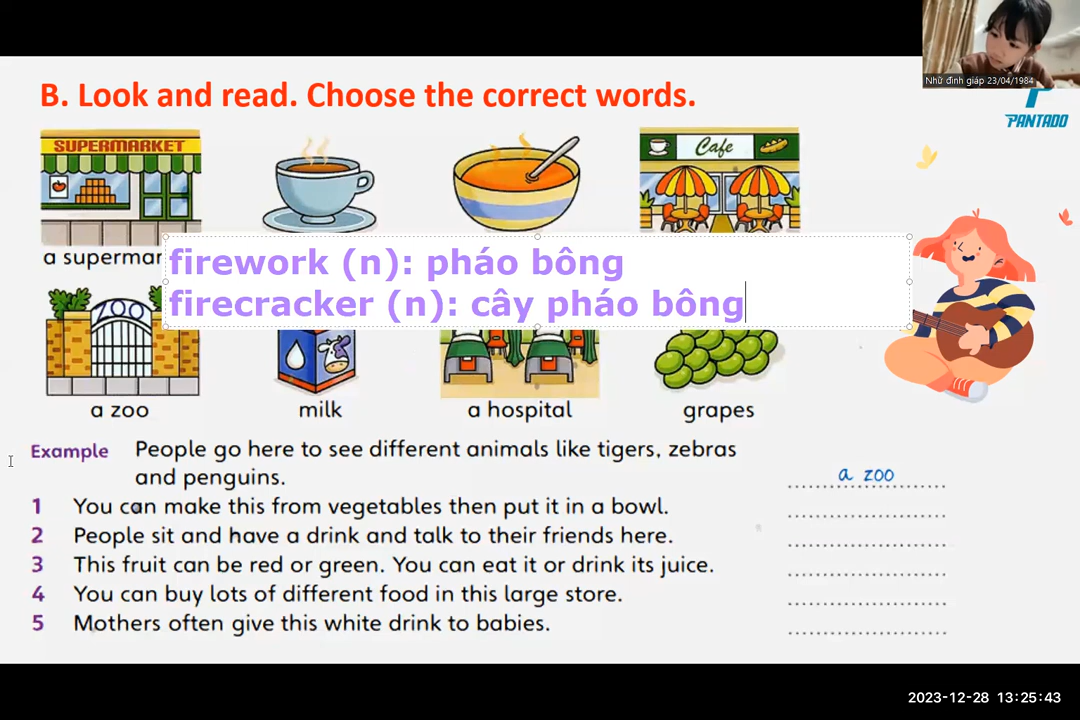 Nhữ đình giáp 23/04/1984
B. Look and read. Choose the correct words.
PANTADO
SUPERMARKET
Cafe
a supermar
firework (n): pháo bông
firecracker (n): cây pháo bông
ZOO
a zoo
milk
a hospital
grapes
Example People go here to see different animals like tigers, zebras
and penguins.
a zoo
1 You can make this from vegetables then put it in a bowl.
2 People sit and have a drink and talk to their friends here.
3 This fruit can be red or green. You can eat it or drink its juice.
4 You can buy lots of different food in this large store.
5 Mothers often give this white drink to babies.
2023-12-28 13:25:43